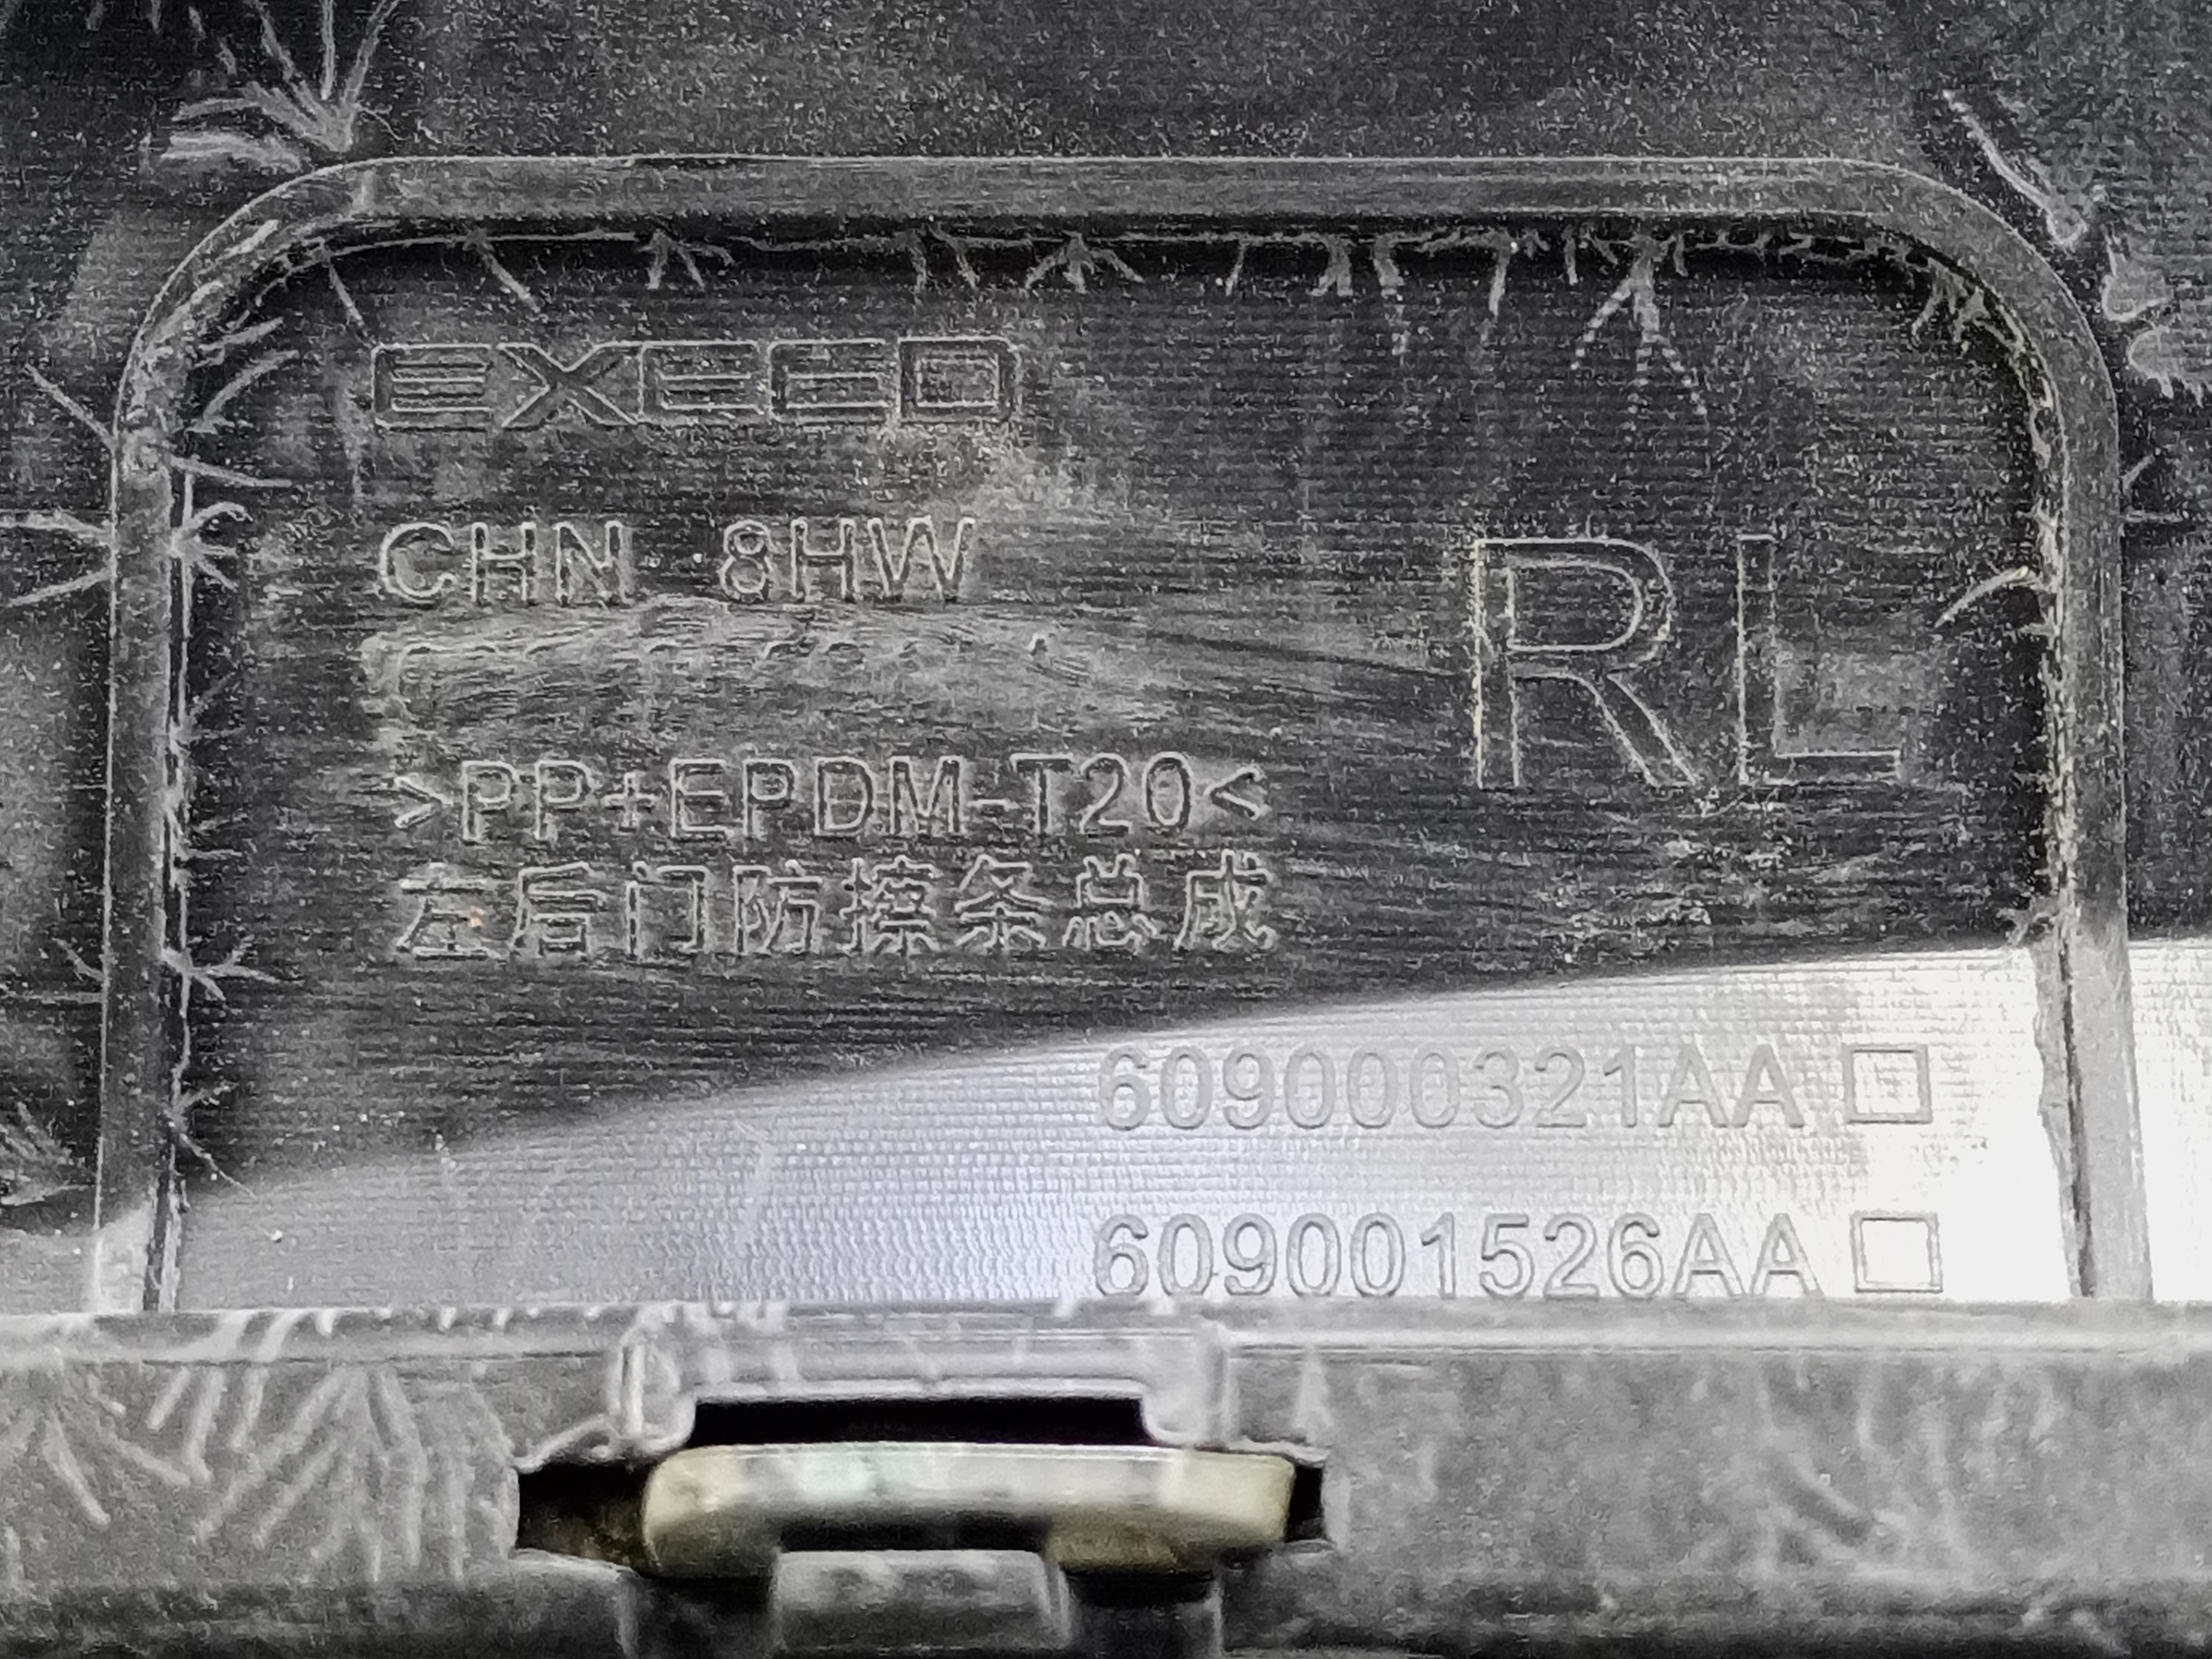 EXEED
CHN 8HW
RL
>PP+EPDM-T20<
左后门防擦条总成
609000321AA □
609001526AA □